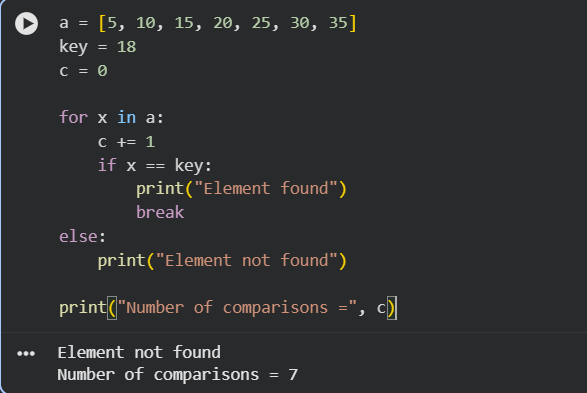 a = [5, 10, 15, 20, 25, 30, 35]
key = 18
c = 0

for x in a:
    c += 1
    if x == key:
        print("Element found")
        break
else:
    print("Element not found")

print("Number of comparisons =", c)
Element not found
Number of comparisons = 7